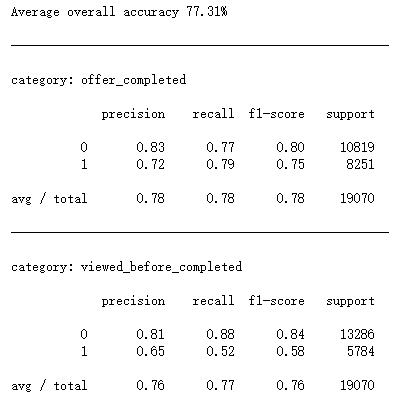 Average overall accuracy 77.31%
category: offer_completed
precision recall f1-score support
0 0.83 0.77 0.80 10819
1 0.72 0.79 0.75 8251
avg / total 0.78 0.78 0.78 19070
category: viewed_before_completed
precision recall f1-score support
0 0.81 0.88 0.84 13286
1 0.65 0.52 0.58 5784
avg / total 0.76 0.77 0.76 19070